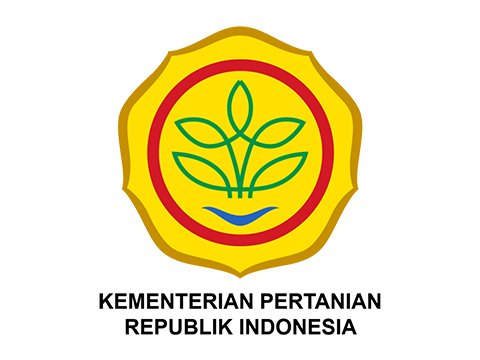 KEMENTERIAN PERTANIAN
REPUBLIK INDONESIA